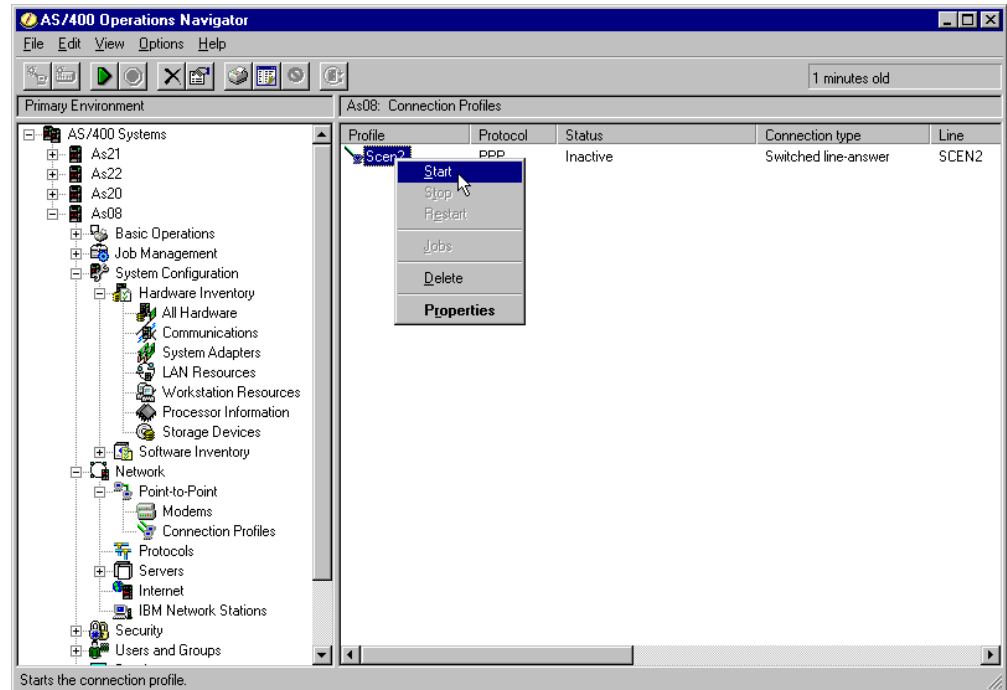 AS/400 Operations Navigator
File Edit View Options Help
1 minutes old
Primary Environment
As08: Connection Profiles
AS/400 Systems
As21
As22
As20
As08
Basic Operations
Job Management
System Configuration
Hardware Inventory
All Hardware
Communications
System Adapters
LAN Resources
Workstation Resources
Processor Information
Storage Devices
Software Inventory
Network
Point-to-Point
Modems
Connection Profiles
Protocols
Servers
Internet
IBM Network Stations
Security
Users and Groups
Profile Protocol Status Connection type Line
Scen2 PPP Inactive Switched line-answer SCEN2
Start
Stop
Restart
Jobs
Delete
Properties
Starts the connection profile.